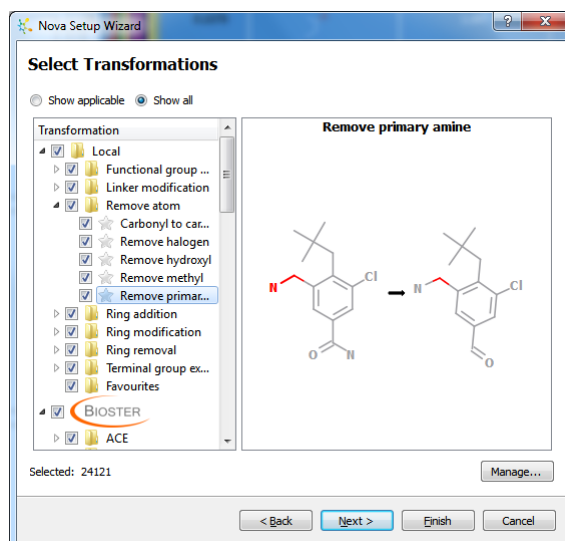 Nova Setup Wizard
?
X
Select Transformations
Show applicable
Show all
Transformation
Local
Functional group ...
Linker modification
Remove atom
Carbonyl to car...
Remove halogen
Remove hydroxyl
Remove methyl
Remove primar...
Ring addition
Ring modification
Ring removal
Terminal group ex...
Favourites
BIOSTER
ACE
Remove primary amine
N
Cl
O
N
N
Cl
O
Selected: 24121
Manage...
< Back
Next >
Finish
Cancel